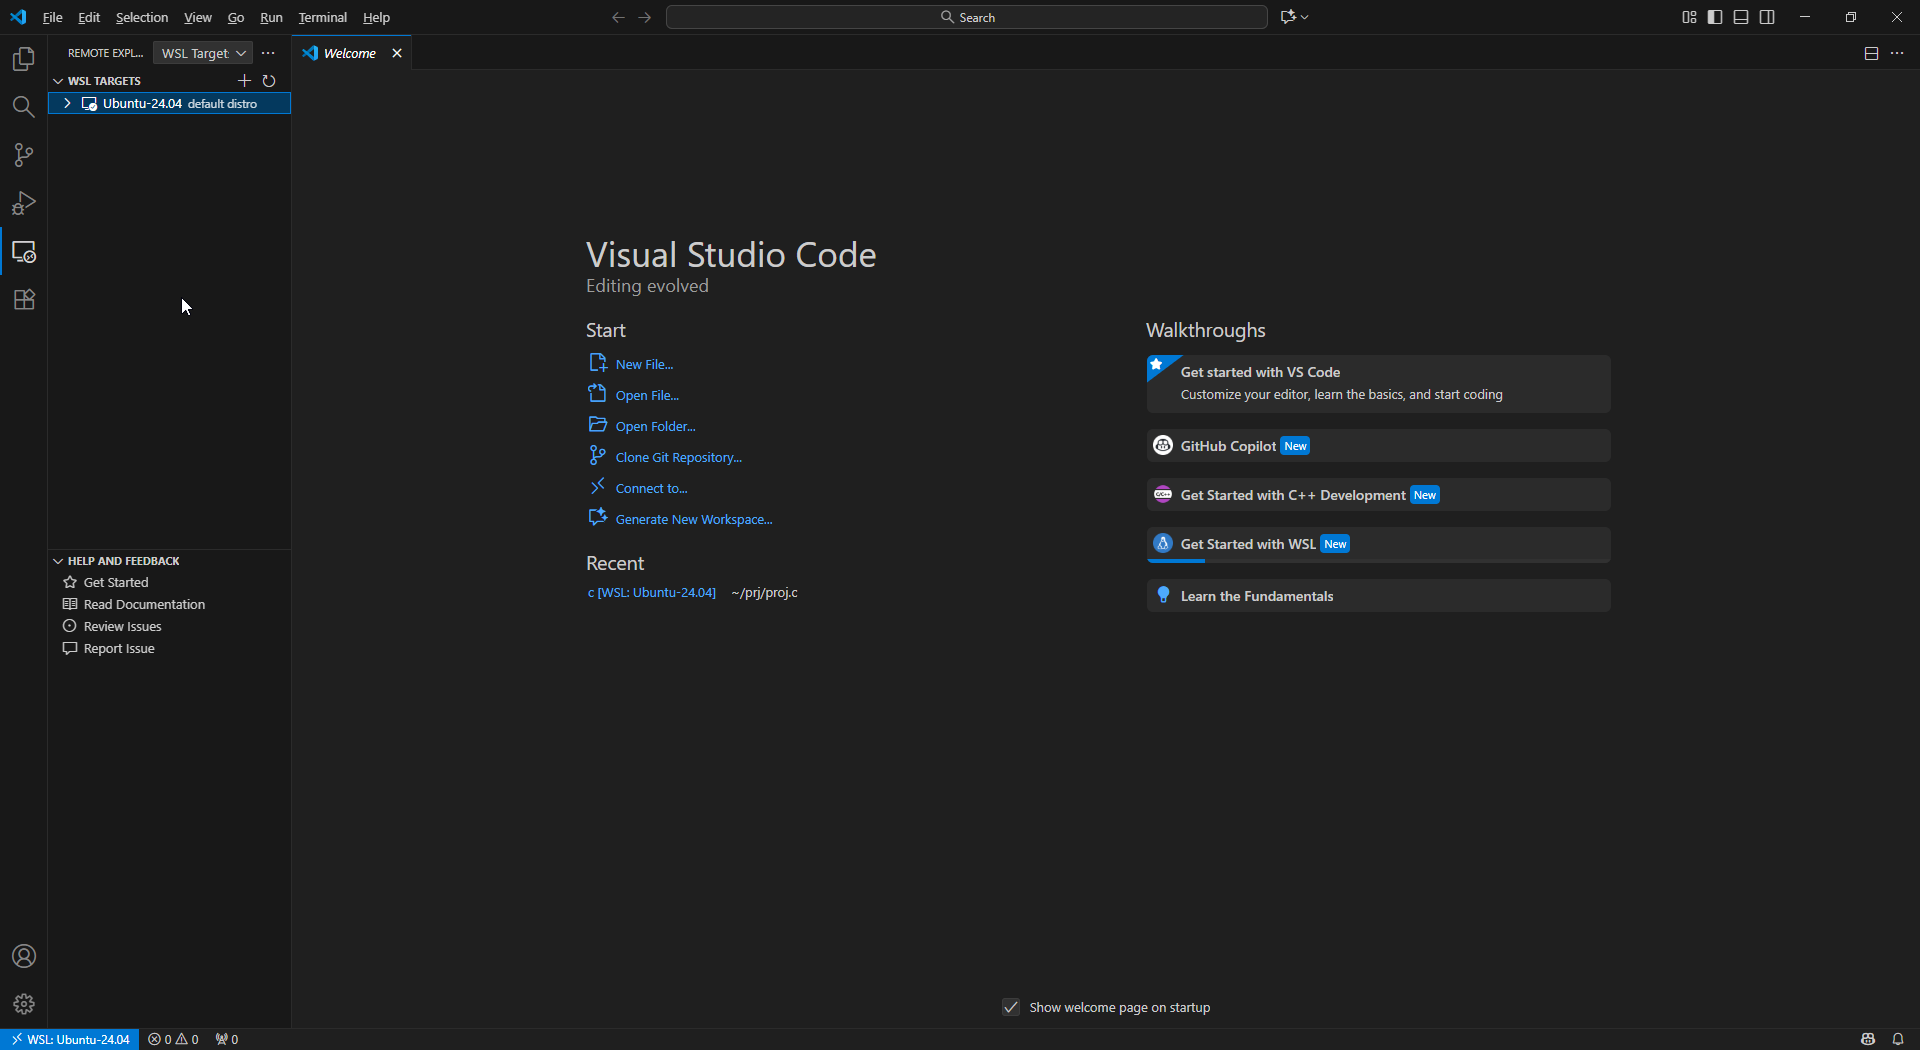 File Edit Selection View Go Run Terminal Help
Search
REMOTE EXPL...
WSL Target
Welcome
WSL TARGETS
Ubuntu-24.04 default distro
Visual Studio Code
Editing evolved
Start
New File...
Open File...
Open Folder...
Clone Git Repository...
Connect to...
Generate New Workspace...
Recent
c [WSL: Ubuntu-24.04] ~/prj/proj.c
Walkthroughs
Get started with VS Code
Customize your editor, learn the basics, and start coding
GitHub Copilot New
Get Started with C++ Development New
Get Started with WSL New
Learn the Fundamentals
HELP AND FEEDBACK
Get Started
Read Documentation
Review Issues
Report Issue
Show welcome page on startup
WSL: Ubuntu-24.04 0 0 0